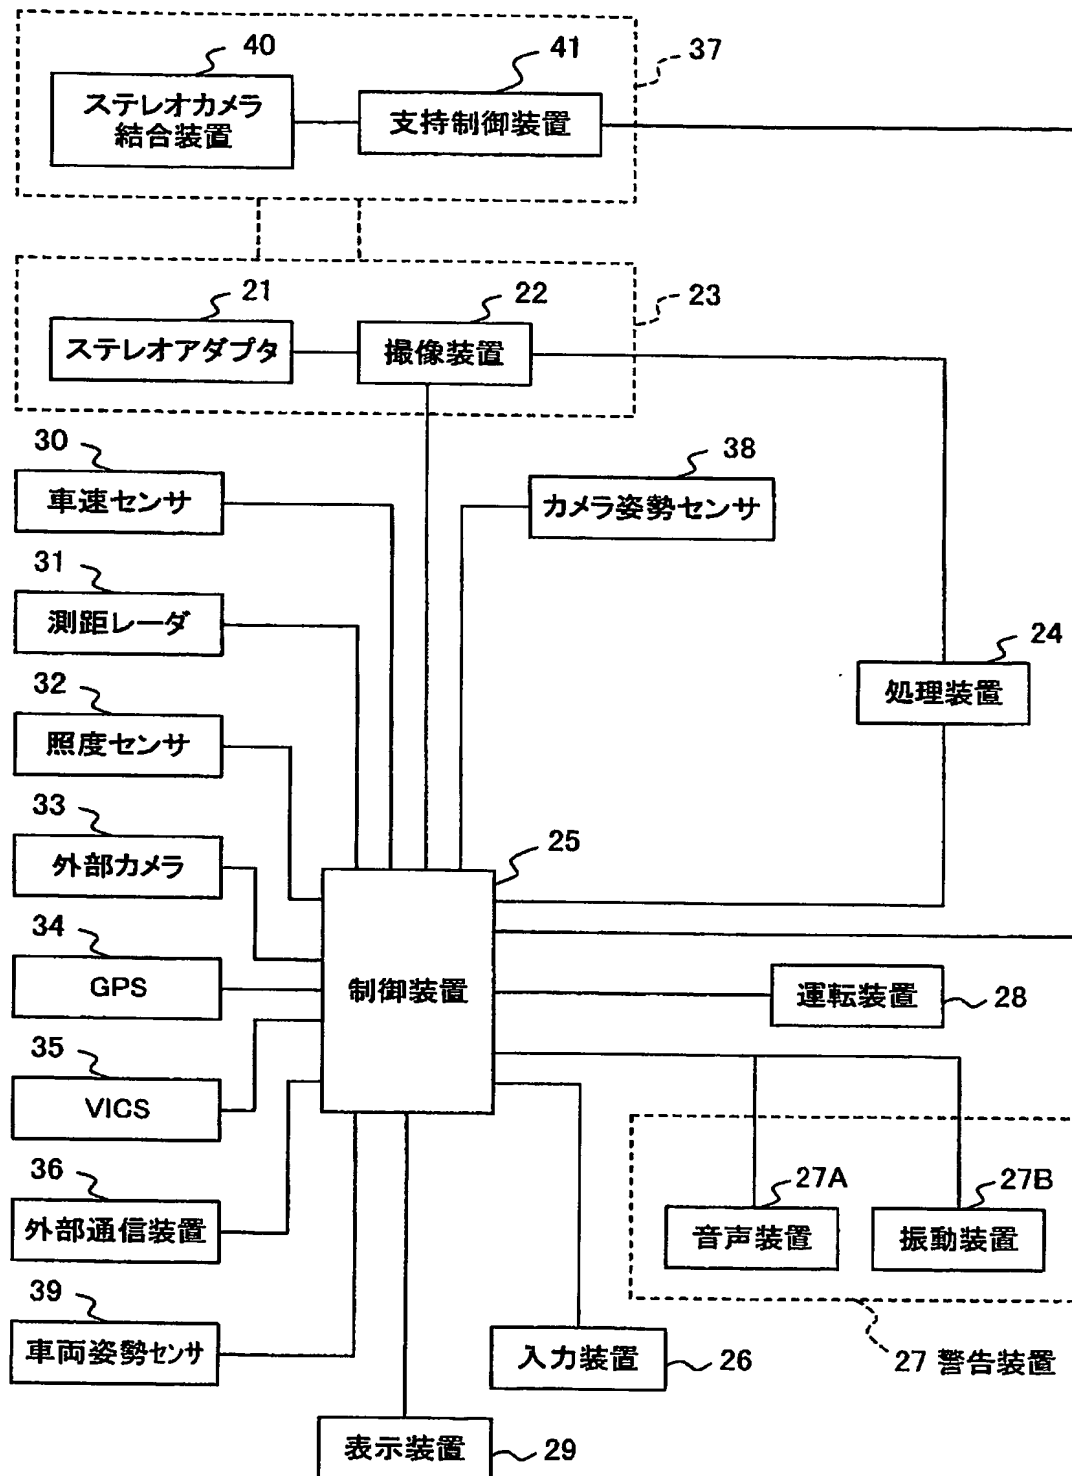 40
ステレオカメラ
結合装置
41
支持制御装置
37
21
ステレオアダプタ
22
撮像装置
23
30
車速センサ
38
カメラ姿勢センサ
31
測距レーダ
24
処理装置
32
照度センサ
33
外部カメラ
25
制御装置
34
GPS
運転装置
28
35
VICS
36
外部通信装置
27A
音声装置
27B
振動装置
39
車両姿勢センサ
入力装置
26
27 警告装置
表示装置
29